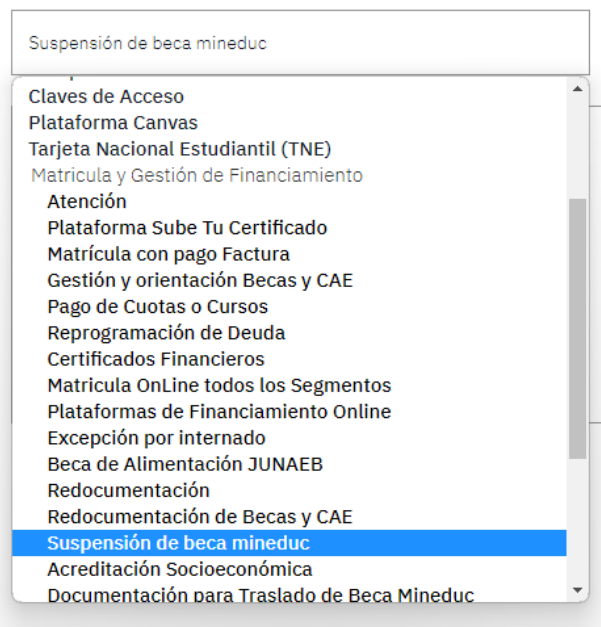 Suspensión de beca mineduc
Claves de Acceso
Plataforma Canvas
Tarjeta Nacional Estudiantil (TNE)
Matricula y Gestión de Financiamiento
Atención
Plataforma Sube Tu Certificado
Matrícula con pago Factura
Gestión y orientación Becas y CAE
Pago de Cuotas o Cursos
Reprogramación de Deuda
Certificados Financieros
Matricula OnLine todos los Segmentos
Plataformas de Financiamiento Online
Excepción por internado
Beca de Alimentación JUNAEB
Redocumentación
Redocumentación de Becas y CAE
Suspensión de beca mineduc
Acreditación Socioeconómica
Documentación para Traslado de Beca Mineduc